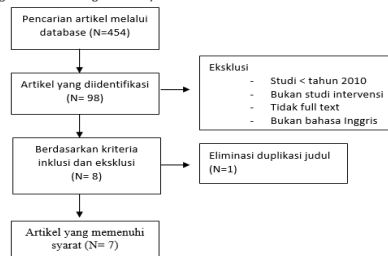 Pencarian artikel melalui
database (N=454)
Artikel yang diidentifikasi
(N= 98)
Eksklusi
- Studi < tahun 2010
- Bukan studi intervensi
- Tidak full text
- Bukan bahasa Inggris
Berdasarkan kriteria
inklusi dan eksklusi
(N= 8)
Eliminasi duplikasi judul
(N=1)
Artikel yang memenuhi
syarat (N= 7)